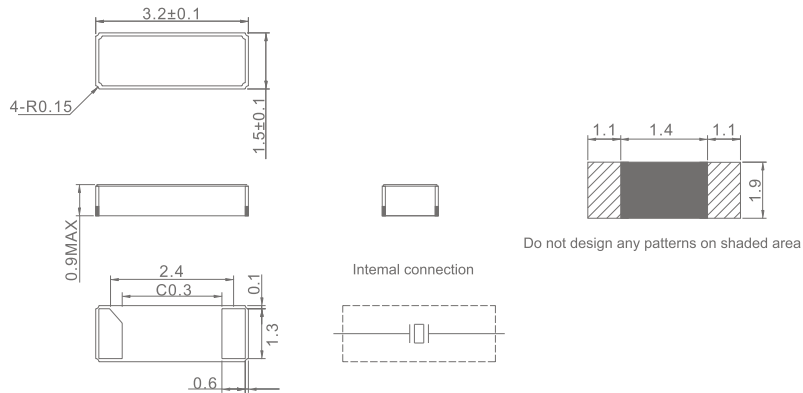 3.2±0.1
4-R0.15
1.5±0.1
1.1
1.4
1.1
1.9
0.9MAX
Do not design any patterns on shaded area
Internal connection
2.4
C0.3
0.1
1.3
0.6